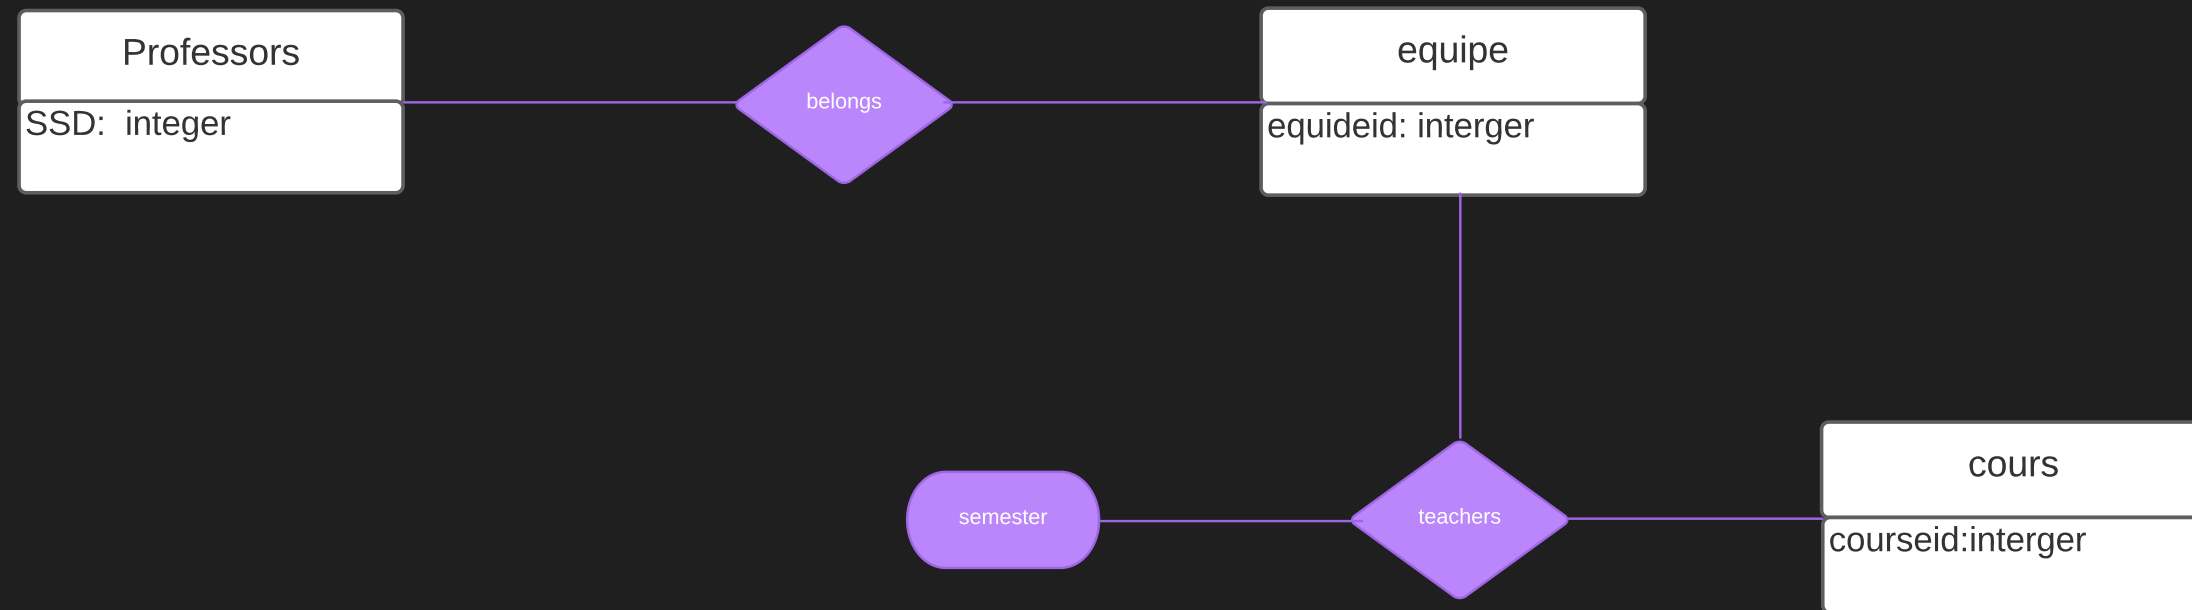 Professors
SSD:  integer
belongs
equipe
equideid: interger
semester
teachers
cours
courseid:interger